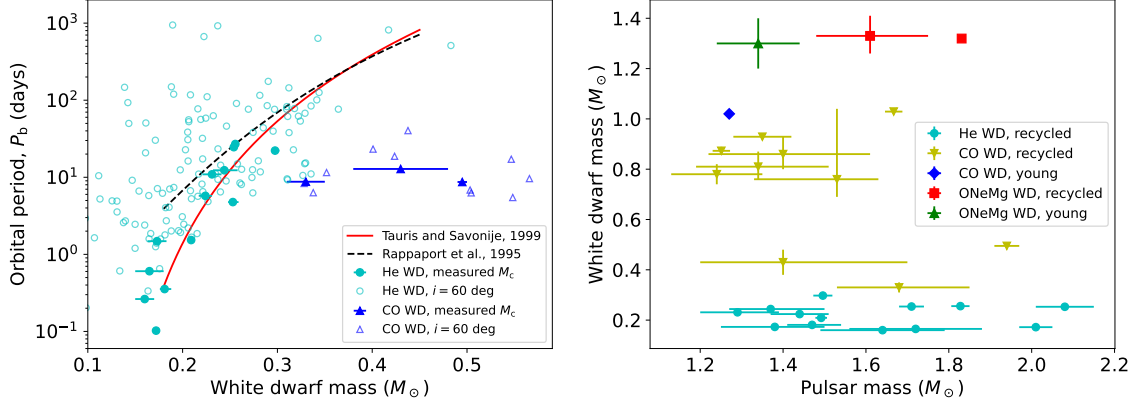 10³
10²
10¹
10⁰
10⁻¹
Orbital period, P_b (days)
0.1 0.2 0.3 0.4 0.5
White dwarf mass (M⊙)
Tauris and Savonije, 1999
Rappaport et al., 1995
He WD, measured M_c
He WD, i = 60 deg
CO WD, measured M_c
CO WD, i = 60 deg
1.4
1.2
1.0
0.8
0.6
0.4
0.2
White dwarf mass (M⊙)
1.2 1.4 1.6 1.8 2.0 2.2
Pulsar mass (M⊙)
He WD, recycled
CO WD, recycled
CO WD, young
ONeMg WD, recycled
ONeMg WD, young